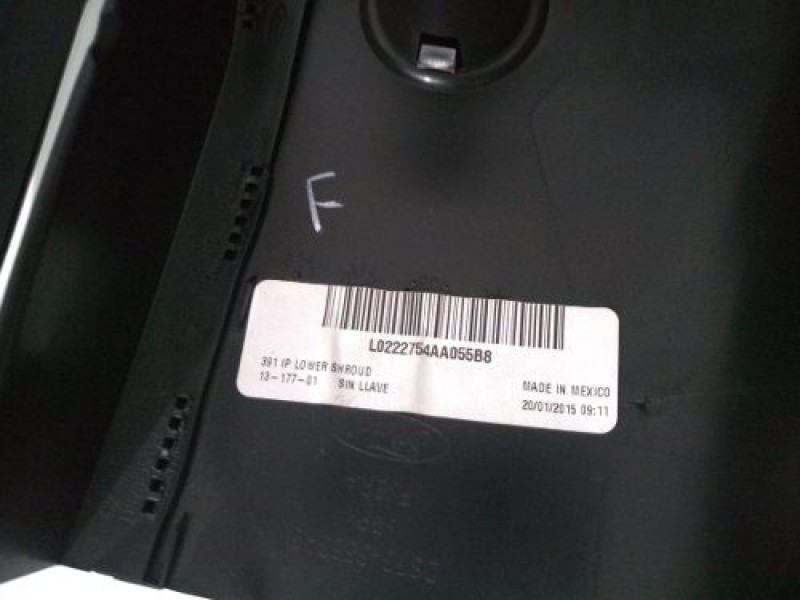 F
L0222754AA055B8
391 IP LOWER SHROUD
13-177-01 SIN LLAVE
MADE IN MEXICO
20/01/2015 09:11